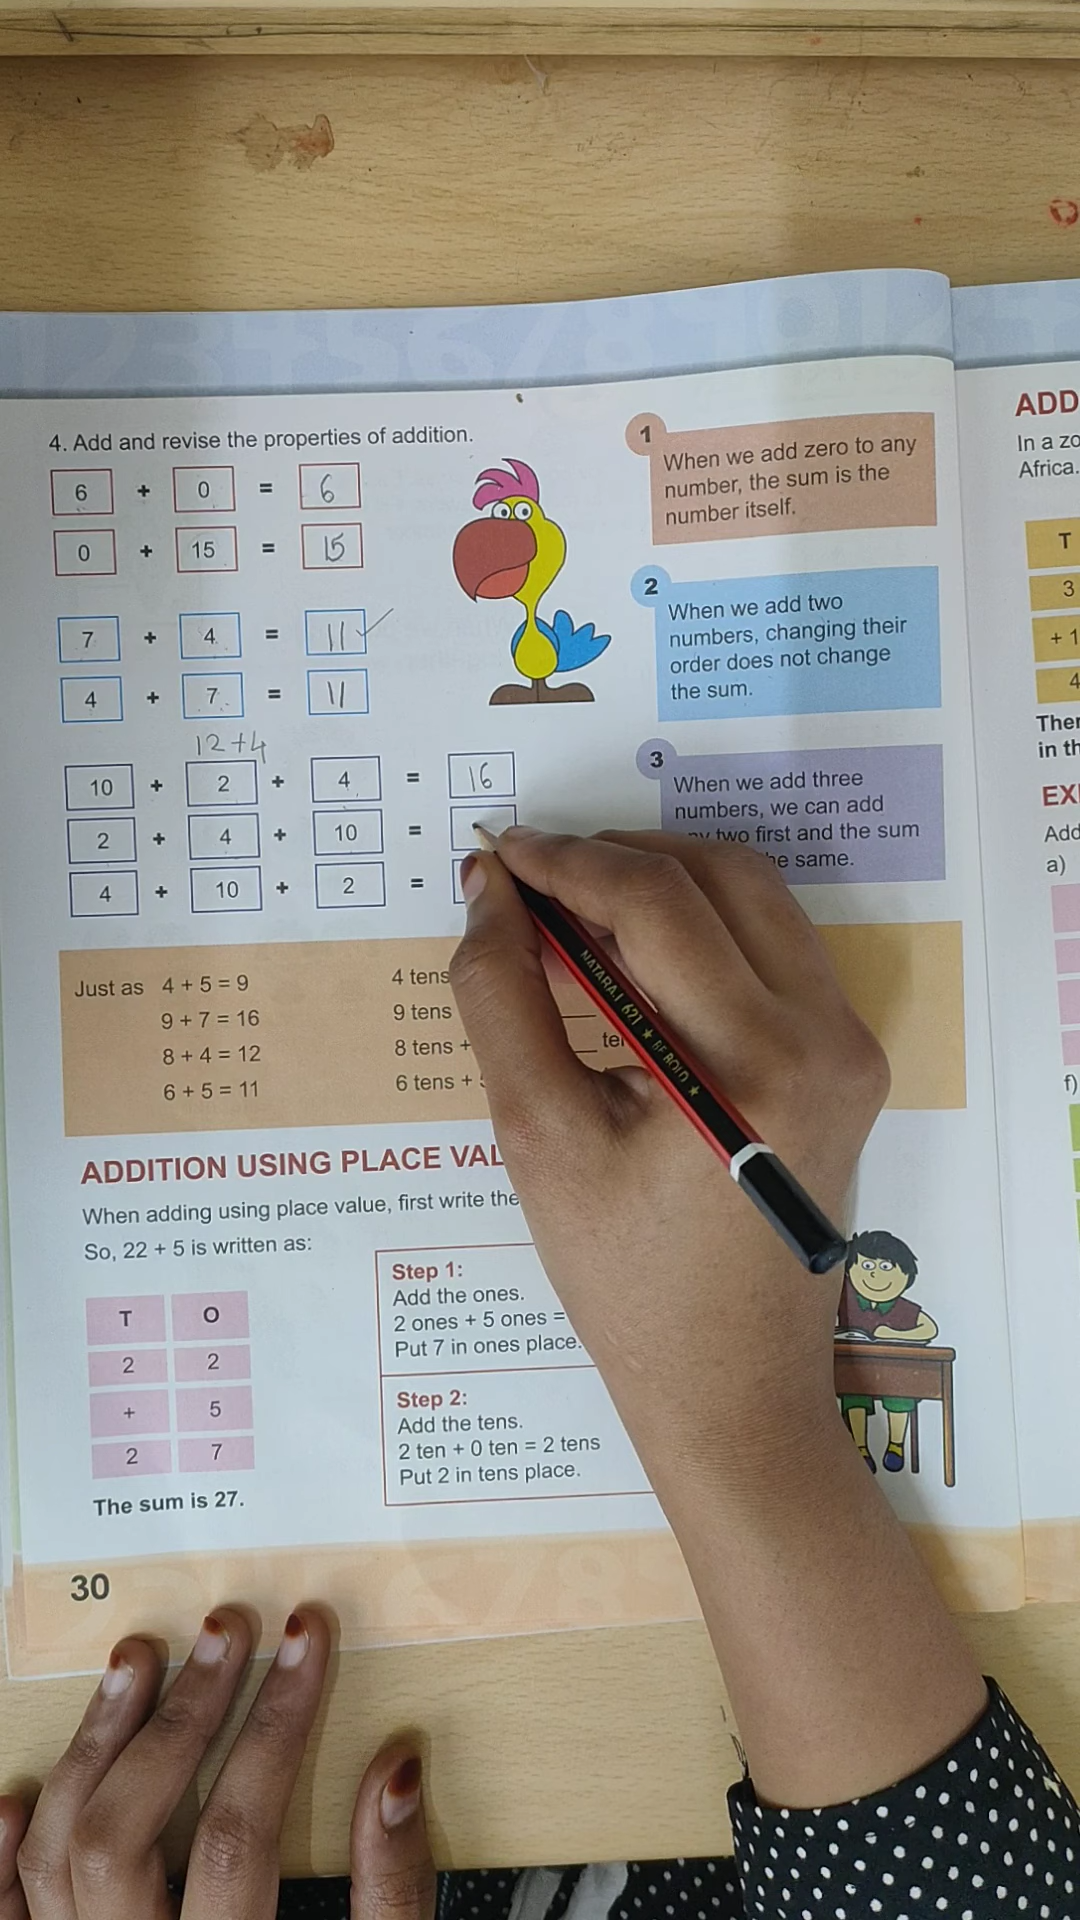 4. Add and revise the properties of addition.
6 + 0 = 6
0 + 15 = 15
7 + 4 = 11 ✓
4 + 7 = 11
12+4
10 + 2 + 4 = 16
2 + 4 + 10 =
4 + 10 + 2 =
1
When we add zero to any
number, the sum is the
number itself.
2
When we add two
numbers, changing their
order does not change
the sum.
3
When we add three
numbers, we can add
two first and the sum
the same.
Just as 4 + 5 = 9
9 + 7 = 16
8 + 4 = 12
6 + 5 = 11
4 tens
9 tens
8 tens +
6 tens +
ADDITION USING PLACE
When adding using place value, first write the
So, 22 + 5 is written as:
T O
2 2
+ 5
2 7
The sum is 27.
Step 1:
Add the ones.
2 ones + 5 ones =
Put 7 in ones place.
Step 2:
Add the tens.
2 ten + 0 ten = 2 tens
Put 2 in tens place.
30
NATARAJ 621 ★ BE BOLD ★
ADD
In a
Africa.
T
3
+ 1
4
in
Add
a)
f)